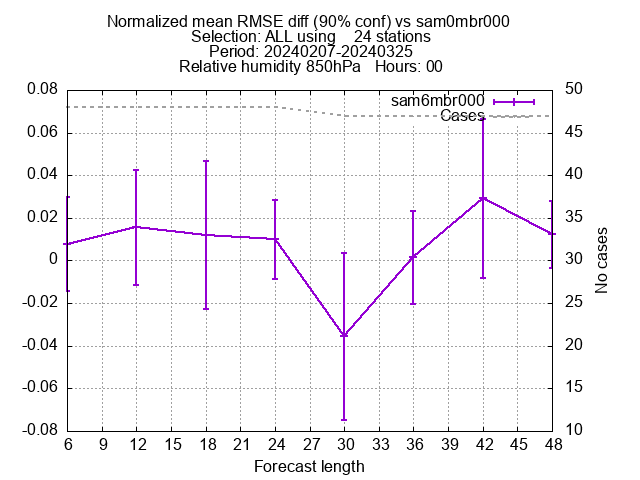 Normalized mean RMSE diff (90% conf) vs sam0mbr000
Selection: ALL using    24 stations
Period: 20240207-20240325
Relative humidity 850hPa   Hours: 00
sam6mbr000
Cases
0.08
0.06
0.04
0.02
0
-0.02
-0.04
-0.06
-0.08
50
45
40
35
30
25
20
15
10
No cases
6 9 12 15 18 21 24 27 30 33 36 39 42 45 48
Forecast length